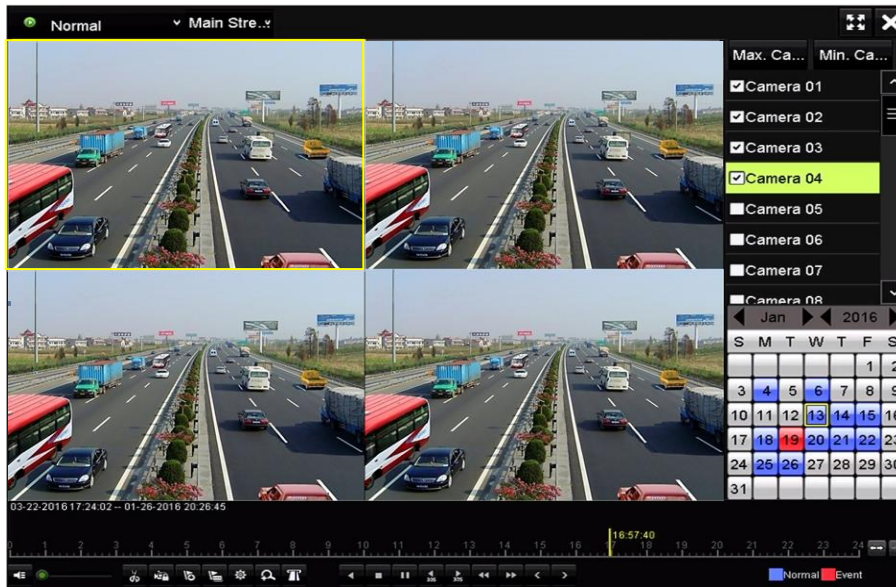 Normal Main Stre..
Max. Ca... Min. Ca...
Camera 01
Camera 02
Camera 03
Camera 04
Camera 05
Camera 06
Camera 07
Camera 08
Jan 2016
S M T W T F S
1 2
3 4 5 6 7 8
10 11 12 13 14 15 16
17 18 19 20 21 22 23
24 25 26 27 28 29 30
31
03-22-2016 17:24:02 -- 01-26-2016 20:26:45
16:57:40
0 1 2 3 4 5 6 7 8 9 10 11 12 13 14 15 16 17 18 19 20 21 22 23 24
30S 30S
Normal Event